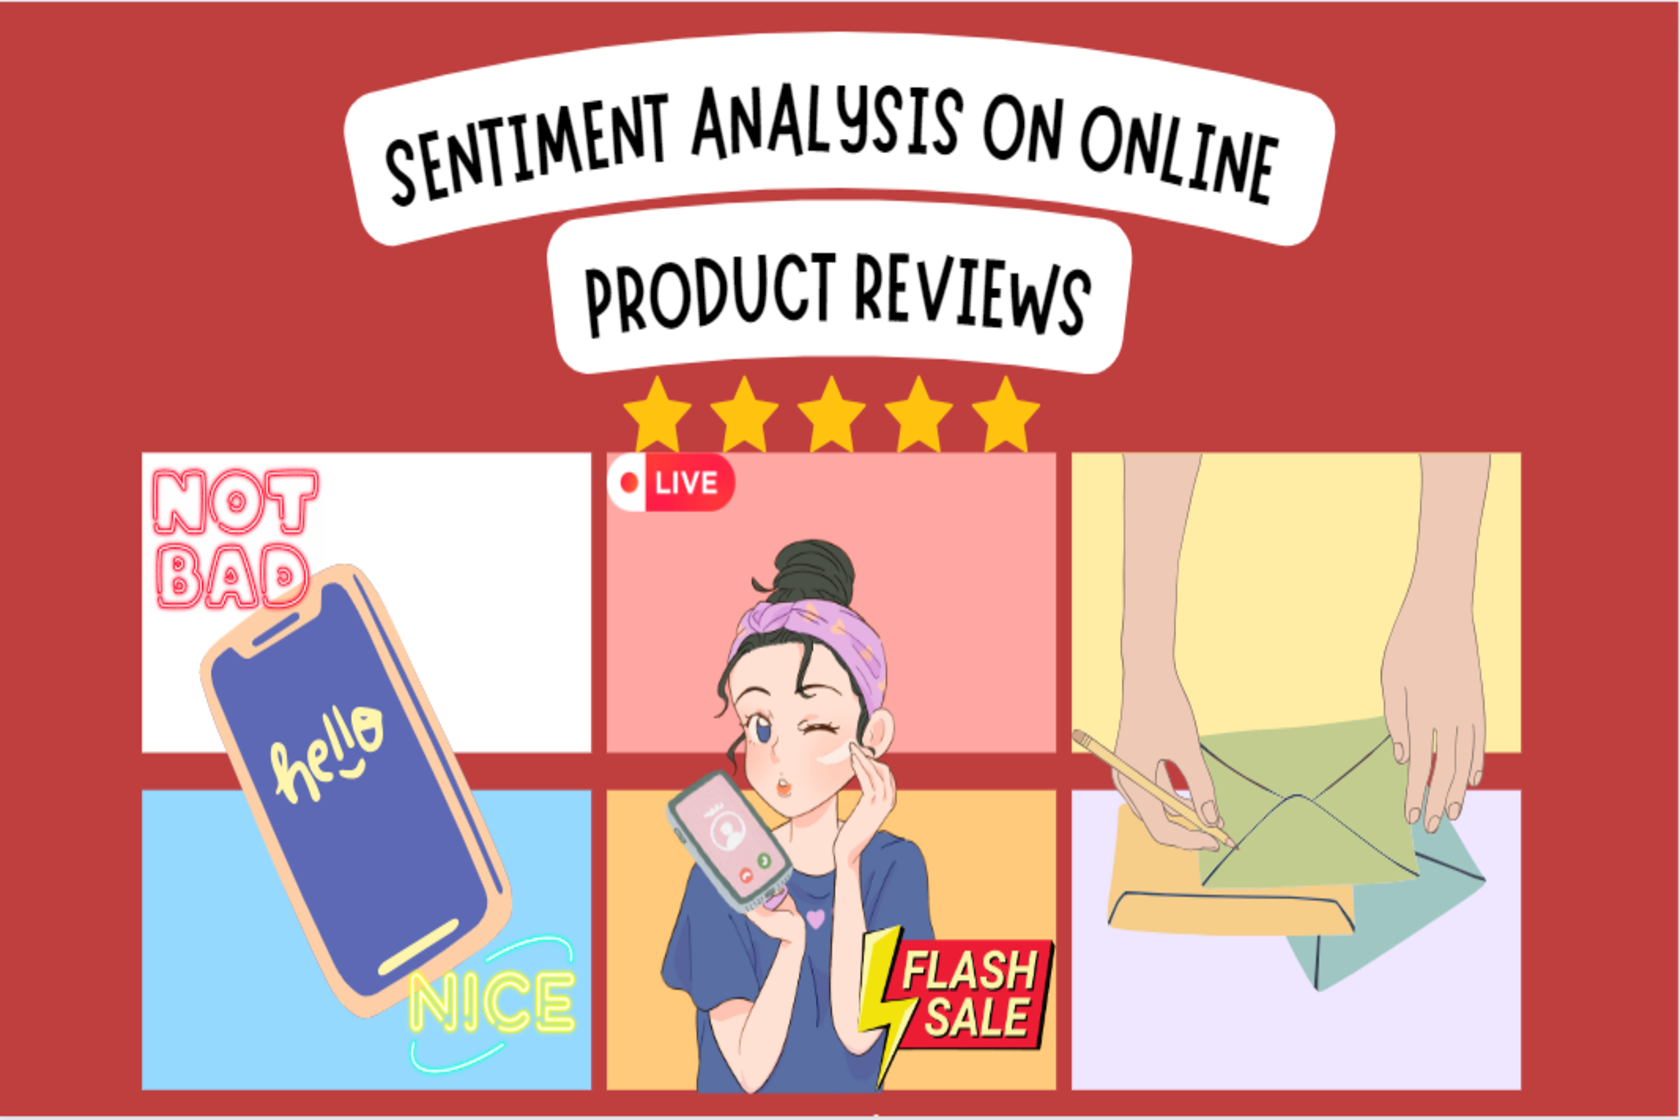 SENTIMENT ANALYSIS ON ONLINE
PRODUCT REVIEWS
NOT
BAD
LIVE
hello
NICE
FLASH
SALE